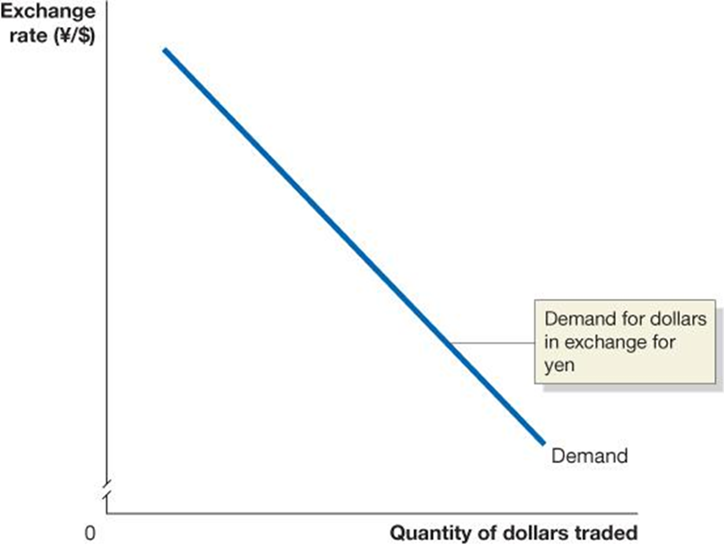 Exchange
rate (¥/$)
Demand for dollars
in exchange for
yen
Demand
0
Quantity of dollars traded